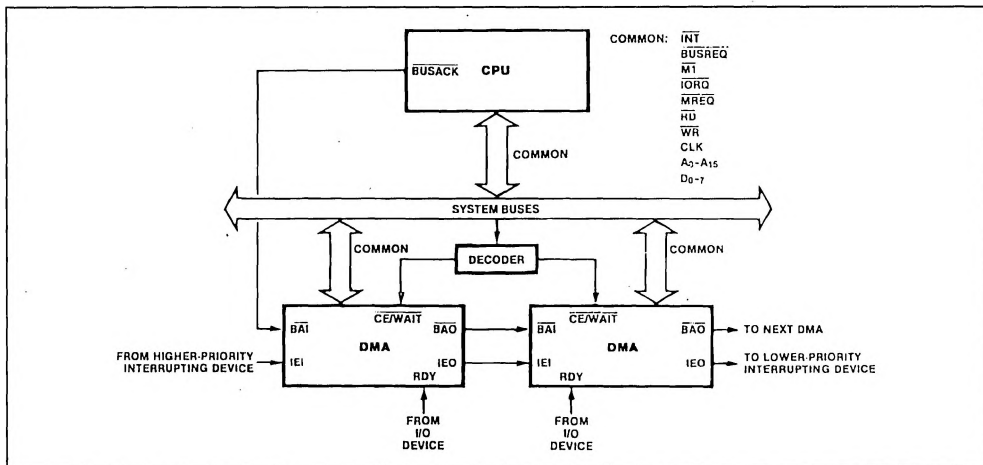 COMMON: INT
BUSREQ
M1
IORQ
MREQ
RD
WR
CLK
A0-A15
D0-7
BUSACK CPU
COMMON
SYSTEM BUSES
COMMON
COMMON
DECODER
CE/WAIT
CE/WAIT
BAI
BAO
BAI
BAO
TO NEXT DMA
DMA
DMA
FROM HIGHER-PRIORITY
INTERRUPTING DEVICE
IEI
IEO
IEI
IEO
TO LOWER-PRIORITY
INTERRUPTING DEVICE
RDY
RDY
FROM
I/O
DEVICE
FROM
I/O
DEVICE